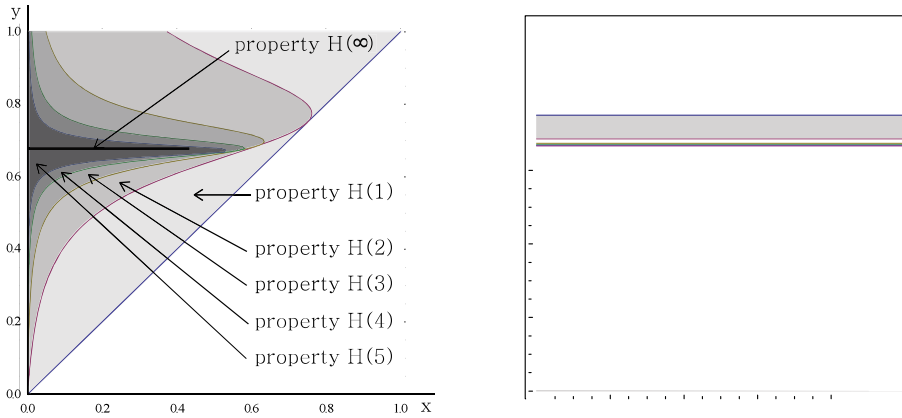 y
1.0
property H(∞)
0.8
0.6
property H(1)
0.4
property H(2)
property H(3)
0.2
property H(4)
property H(5)
0.0
0.0 0.2 0.4 0.6 0.8 1.0 x